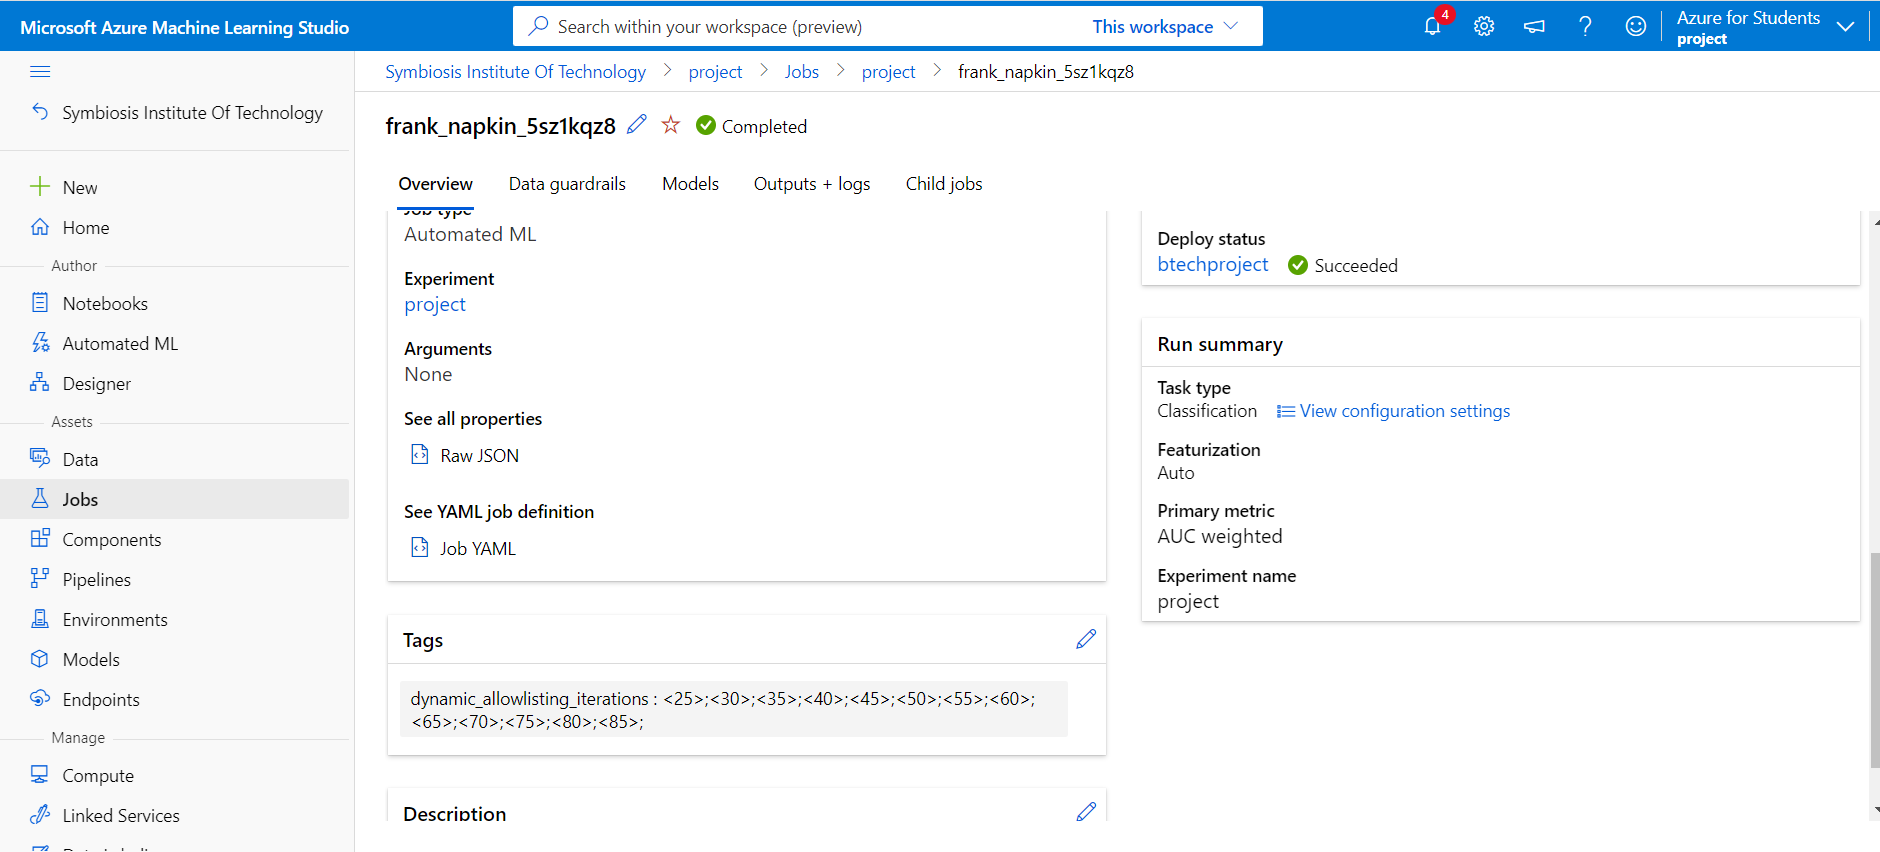 Microsoft Azure Machine Learning Studio
Search within your workspace (preview)
This workspace
4
Azure for Students
project
Symbiosis Institute Of Technology
New
Home
Author
Notebooks
Automated ML
Designer
Assets
Data
Jobs
Components
Pipelines
Environments
Models
Endpoints
Manage
Compute
Linked Services
Symbiosis Institute Of Technology > project > Jobs > project > frank_napkin_5sz1kqz8
frank_napkin_5sz1kqz8
Completed
Overview Data guardrails Models Outputs + logs Child jobs
Job type
Automated ML
Experiment
project
Arguments
None
See all properties
Raw JSON
See YAML job definition
Job YAML
Tags
dynamic_allowlisting_iterations : <25>;<30>;<35>;<40>;<45>;<50>;<55>;<60>;
<65>;<70>;<75>;<80>;<85>;
Description
Deploy status
btechproject Succeeded
Run summary
Task type
Classification View configuration settings
Featurization
Auto
Primary metric
AUC weighted
Experiment name
project